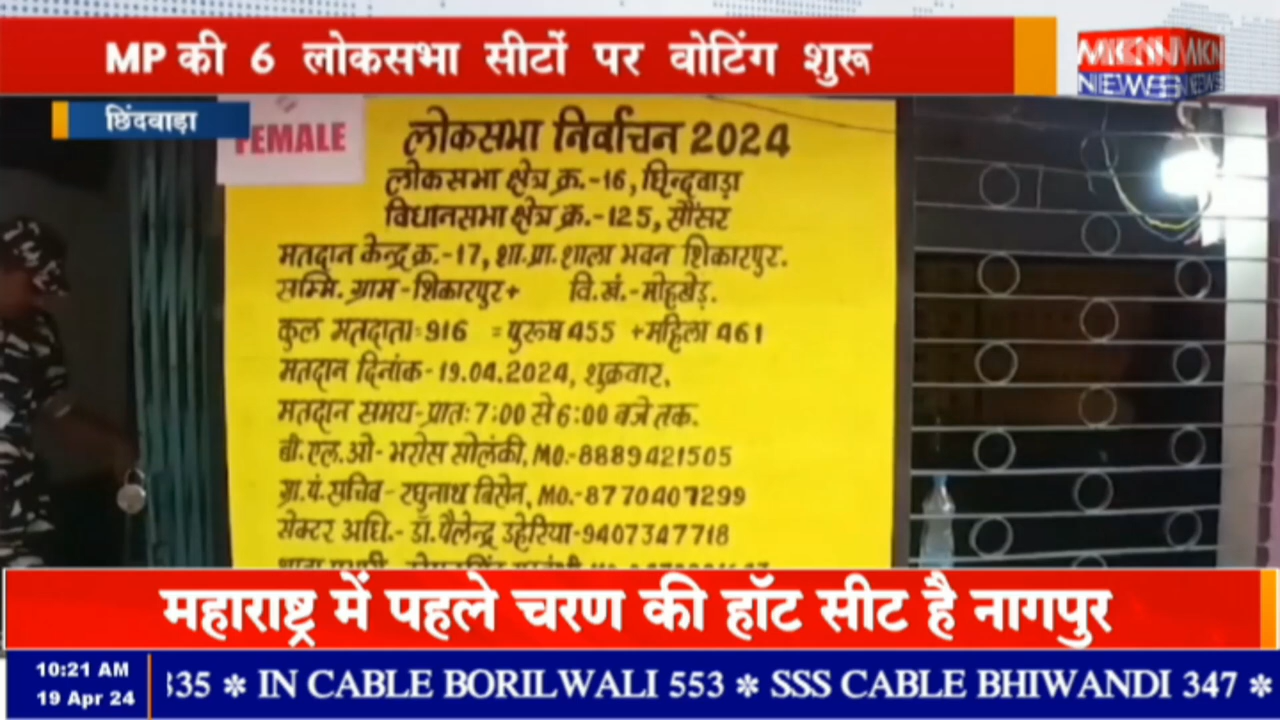 MP की 6 लोकसभा सीटों पर वोटिंग शुरू
MKN
NEWS
छिंदवाड़ा
FEMALE
लोकसभा निर्वाचन 2024
लोकसभा क्षेत्र क्र.-16, छिन्दवाड़ा
विधानसभा क्षेत्र क्र.-125, सौंसर
मतदान केन्द्र क्र.-17, शा.प्रा.शाला भवन शिकारपुर.
सम्मि. ग्राम-शिकारपुर+ वि.खं.-मोहखेड़.
कुल मतदाता=916 =पुरूष 455 +महिला 461
मतदान दिनांक-19.04.2024, शुक्रवार.
मतदान समय-प्रातः 7:00 से 6:00 बजे तक.
बी.एल.ओ- भरोस सोलंकी, MO.-8889421505
ग्रा.पं.सचिव- रघुनाथ बिसेन, MO.-8770407299
सेक्टर अधि.- डॉ. पैलेन्द्र डहेरिया-9407347718
महाराष्ट्र में पहले चरण की हॉट सीट है नागपुर
10:21 AM
19 Apr 24
335 ✻ IN CABLE BORILWALI 553 ✻ SSS CABLE BHIWANDI 347 ✻